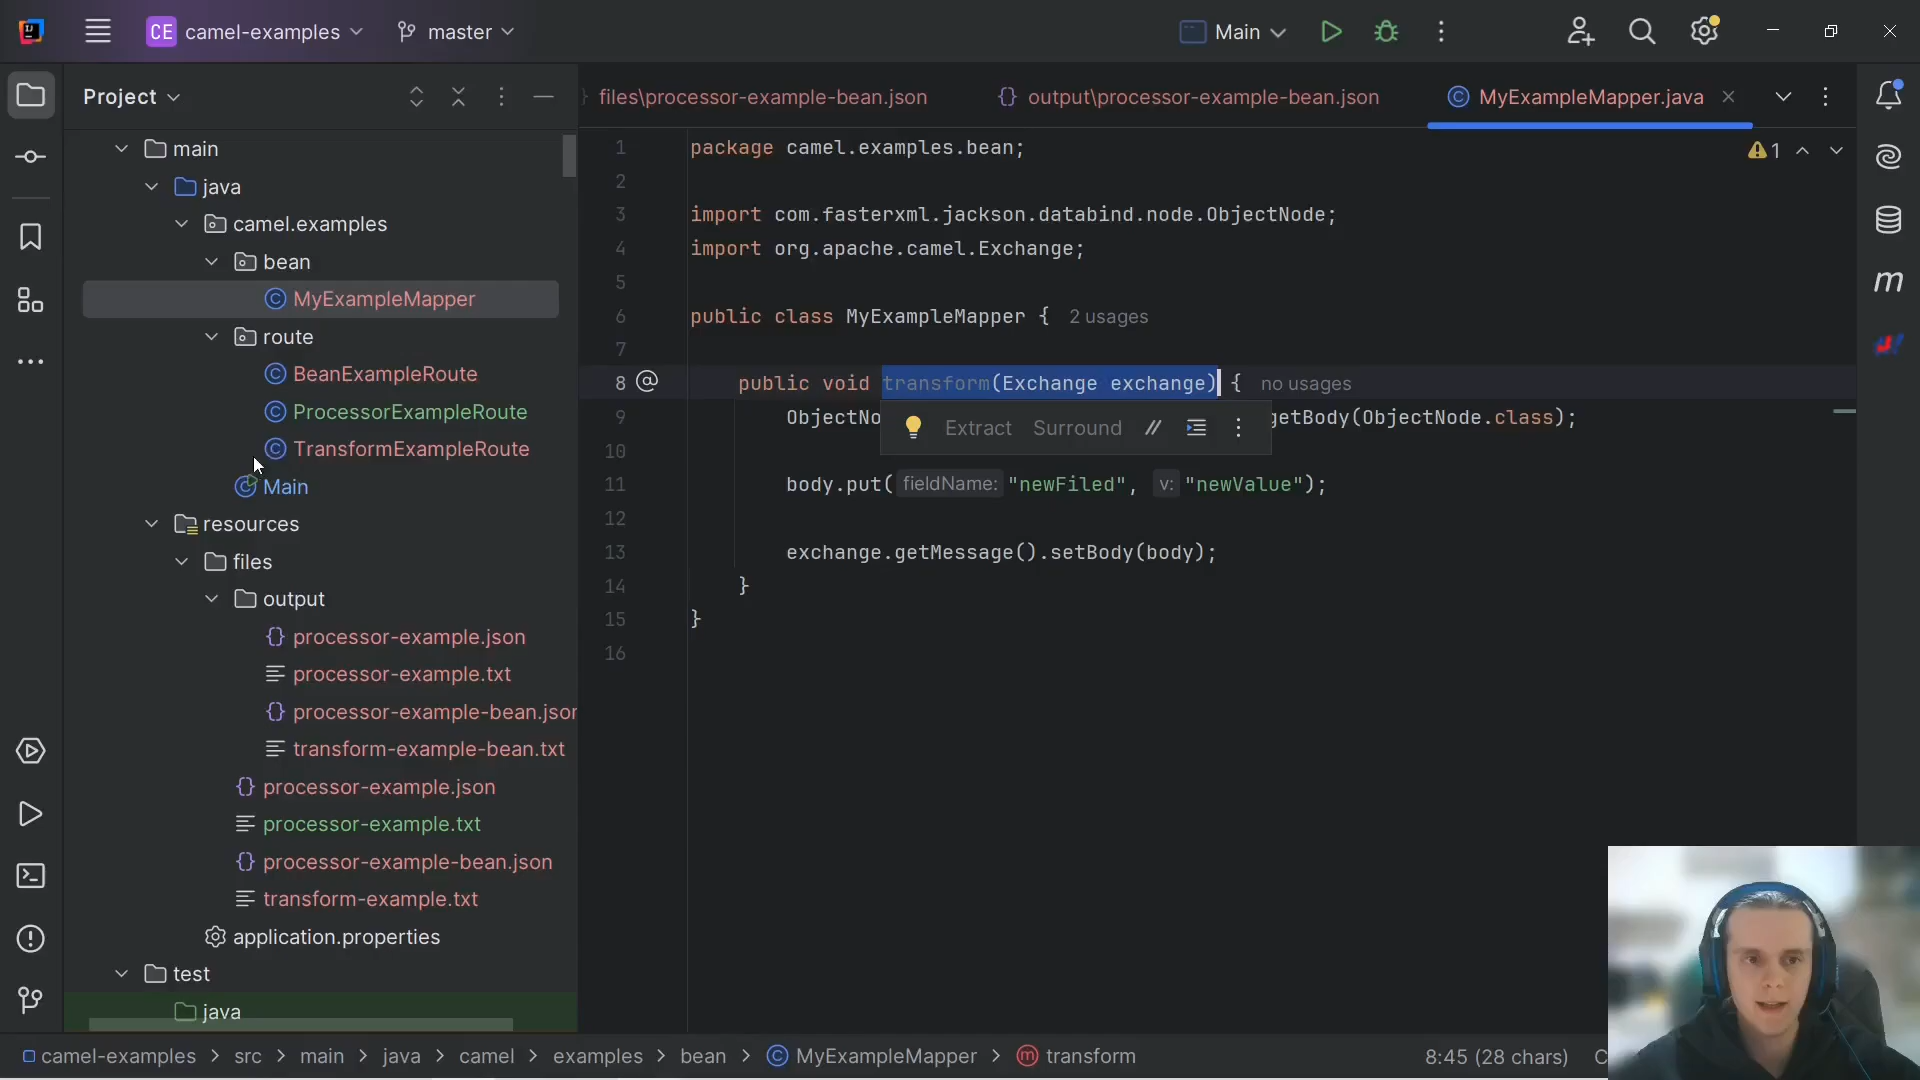 CE camel-examples master Main
Project
main
java
camel.examples
bean
MyExampleMapper
route
BeanExampleRoute
ProcessorExampleRoute
TransformExampleRoute
Main
resources
files
output
processor-example.json
processor-example.txt
processor-example-bean.jsor
transform-example-bean.txt
processor-example.json
processor-example.txt
processor-example-bean.json
transform-example.txt
application.properties
test
java
files\processor-example-bean.json output\processor-example-bean.json MyExampleMapper.java
1 package camel.examples.bean; 1
2
3 import com.fasterxml.jackson.databind.node.ObjectNode;
4 import org.apache.camel.Exchange;
5
6 public class MyExampleMapper { 2 usages
7
8 @ public void transform(Exchange exchange) { no usages
9 ObjectNo getBody(ObjectNode.class);
Extract Surround //
10
11 body.put( fieldName: "newFiled", v: "newValue");
12
13 exchange.getMessage().setBody(body);
14 }
15 }
16
m
camel-examples > src > main > java > camel > examples > bean > MyExampleMapper > transform 8:45 (28 chars) C